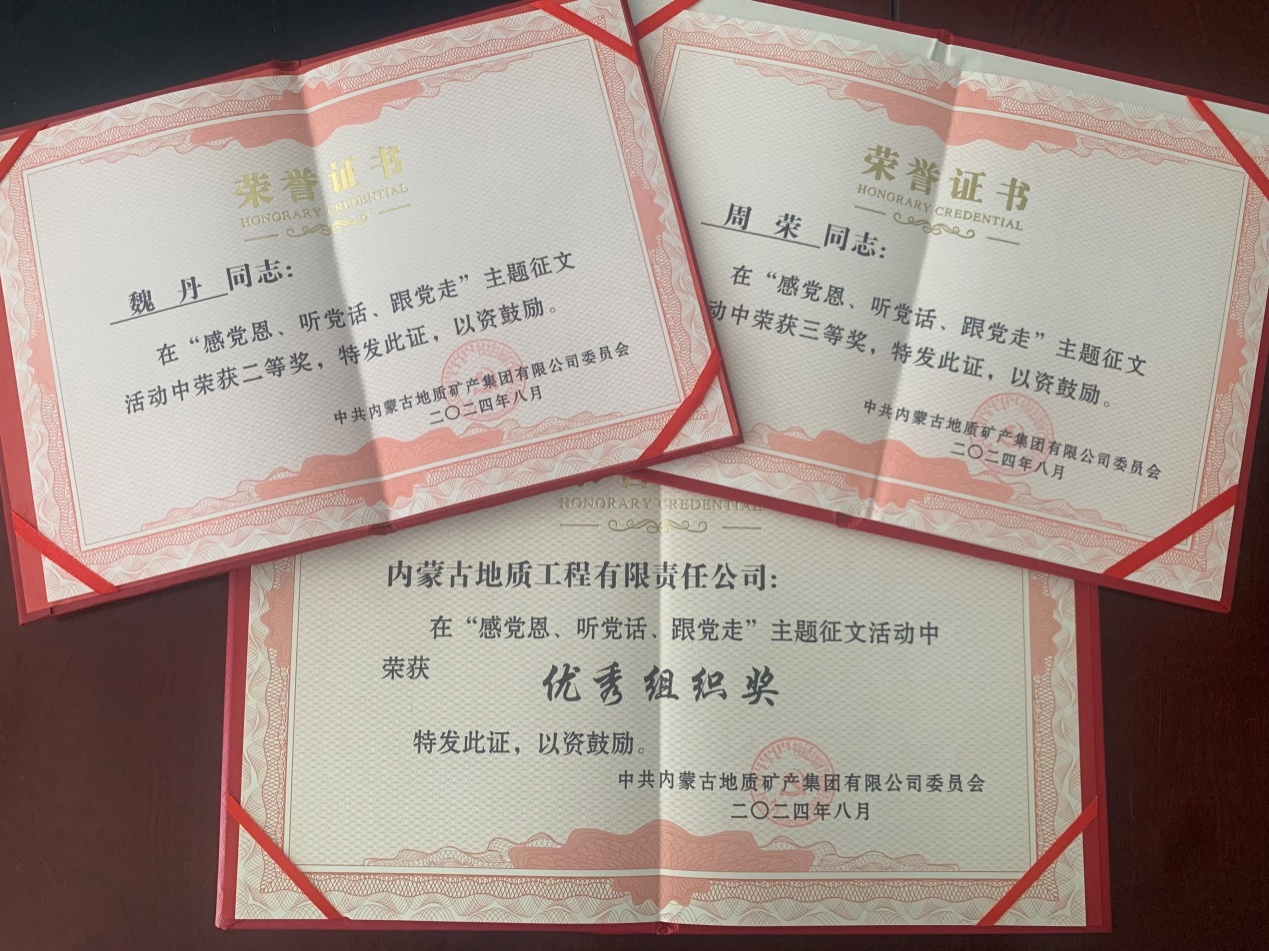 荣誉证书
HONORARY CREDENTIAL
魏丹同志：
在“感党恩、听党话、跟党走”主题征文
活动中荣获二等奖，特发此证，以资鼓励。
中共内蒙古地质矿产集团有限公司委员会
二〇二四年八月
荣誉证书
HONORARY CREDENTIAL
周荣同志：
在“感党恩、听党话、跟党走”主题征文
动中荣获三等奖，特发此证，以资鼓励。
中共内蒙古地质矿产集团有限公司委员会
二〇二四年八月
HONORARY CREDENTIAL
内蒙古地质工程有限责任公司：
在“感党恩、听党话、跟党走”主题征文活动中
荣获 优秀组织奖
特发此证，以资鼓励。
中共内蒙古地质矿产集团有限公司委员会
二〇二四年八月